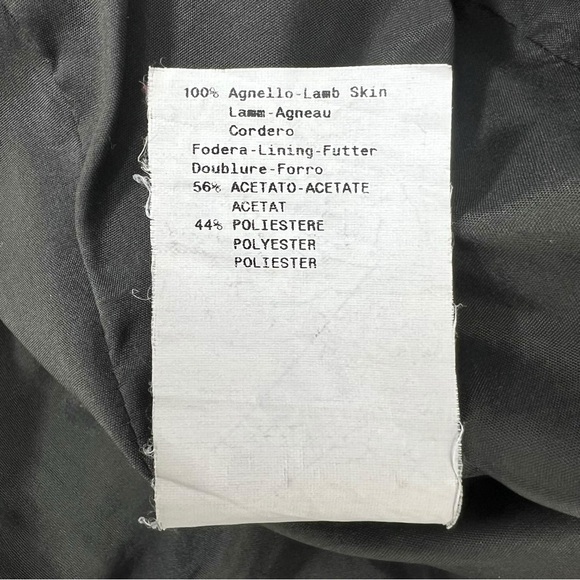 100% Agnello-Lamb Skin
Lamm-Agneau
Cordero
Fodera-Lining-Futter
Doublure-Forro
56% ACETATO-ACETATE
ACETAT
44% POLIESTERE
POLYESTER
POLIESTER